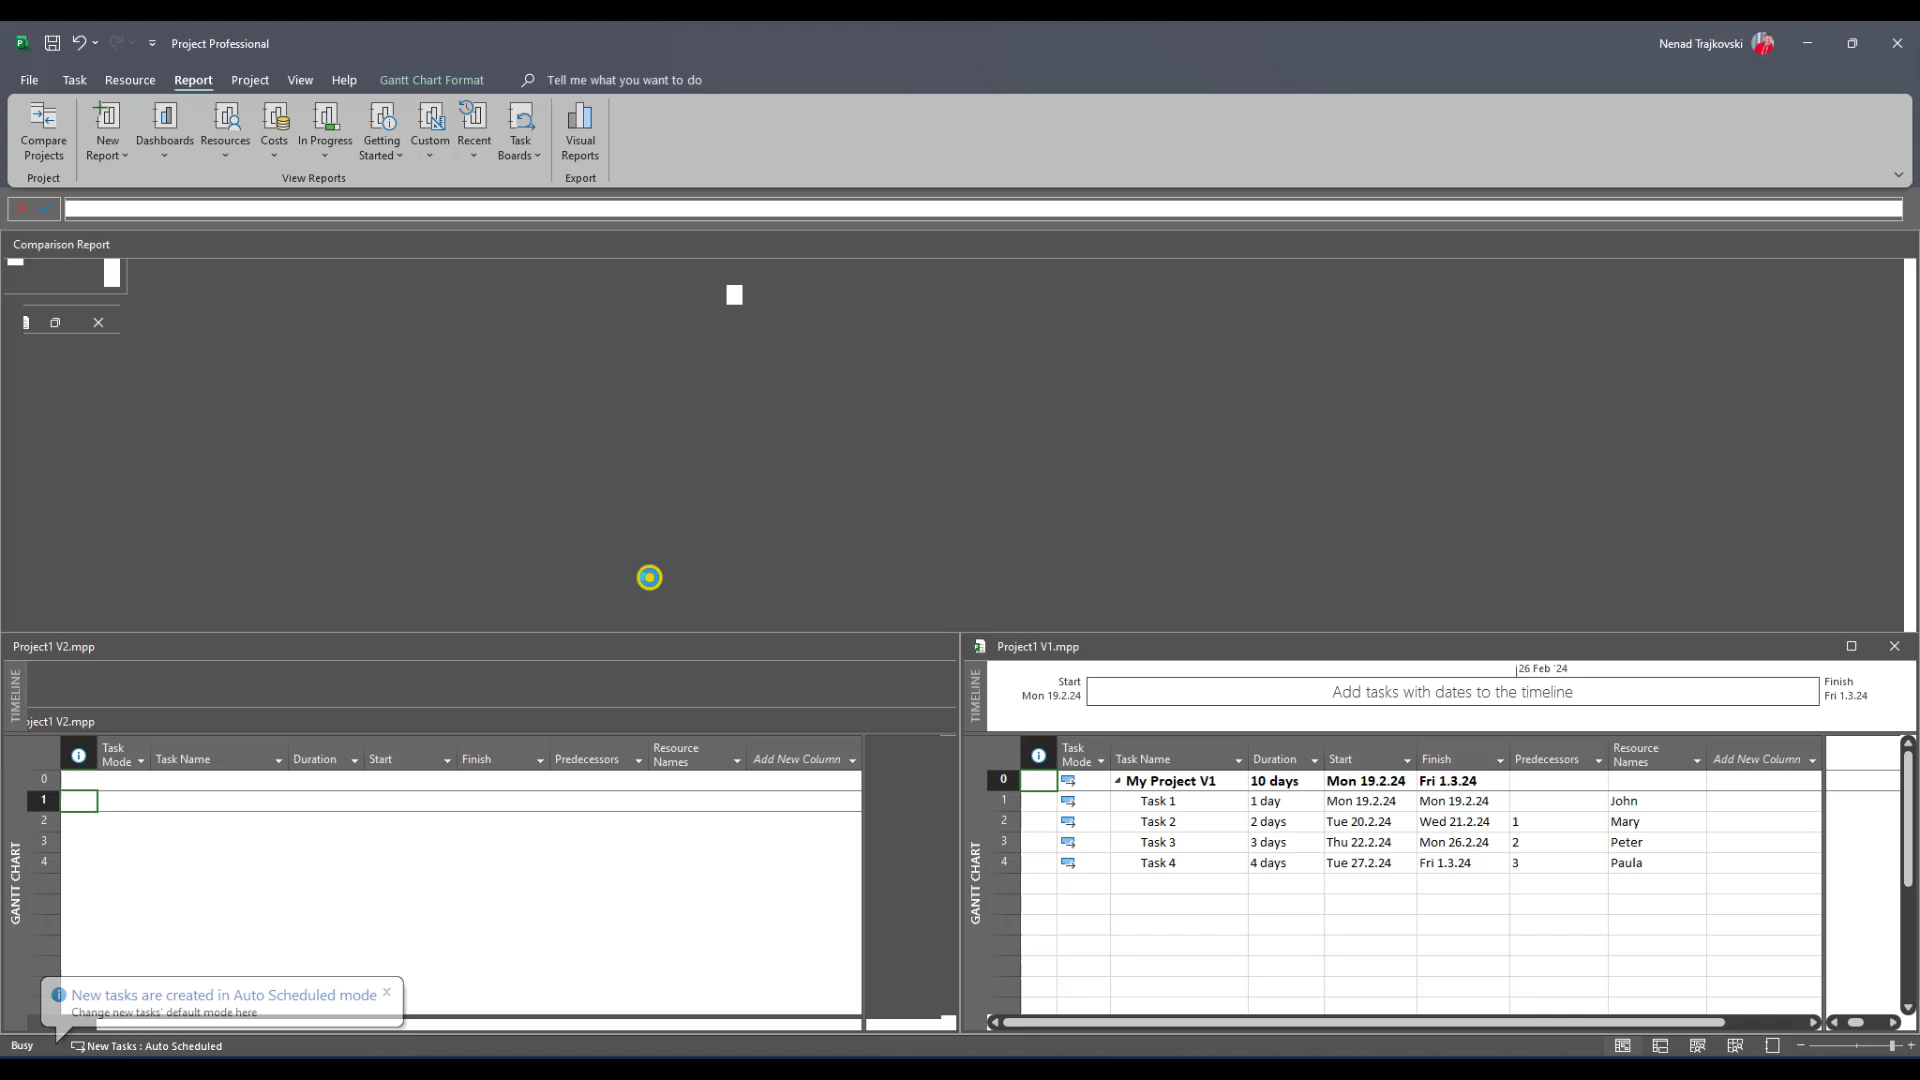 Project Professional
Nenad Trajkovski
File Task Resource Report Project View Help Gantt Chart Format Tell me what you want to do
Compare Projects
New Report
Dashboards
Resources
Costs
In Progress
Getting Started
Custom
Recent
Task Boards
Visual Reports
Project
View Reports
Export
Comparison Report
Project1 V2.mpp
TIMELINE
ject1 V2.mpp
Task Mode Task Name Duration Start Finish Predecessors Resource Names Add New Column
0
1
2
3
4
GANTT CHART
New tasks are created in Auto Scheduled mode
Change new tasks' default mode here
Project1 V1.mpp
TIMELINE
26 Feb '24
Start
Mon 19.2.24
Add tasks with dates to the timeline
Finish
Fri 1.3.24
Task Mode Task Name Duration Start Finish Predecessors Resource Names Add New Column
0 My Project V1 10 days Mon 19.2.24 Fri 1.3.24
1 Task 1 1 day Mon 19.2.24 Mon 19.2.24 John
2 Task 2 2 days Tue 20.2.24 Wed 21.2.24 1 Mary
3 Task 3 3 days Thu 22.2.24 Mon 26.2.24 2 Peter
4 Task 4 4 days Tue 27.2.24 Fri 1.3.24 3 Paula
GANTT CHART
Busy New Tasks : Auto Scheduled